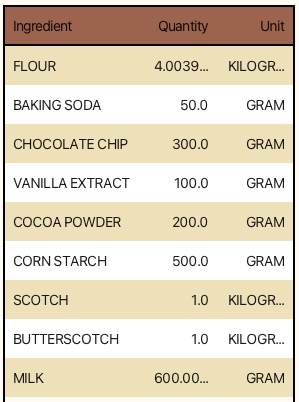 Ingredient Quantity Unit
FLOUR 4.0039... KILOGR...
BAKING SODA 50.0 GRAM
CHOCOLATE CHIP 300.0 GRAM
VANILLA EXTRACT 100.0 GRAM
COCOA POWDER 200.0 GRAM
CORN STARCH 500.0 GRAM
SCOTCH 1.0 KILOGR...
BUTTERSCOTCH 1.0 KILOGR...
MILK 600.00... GRAM